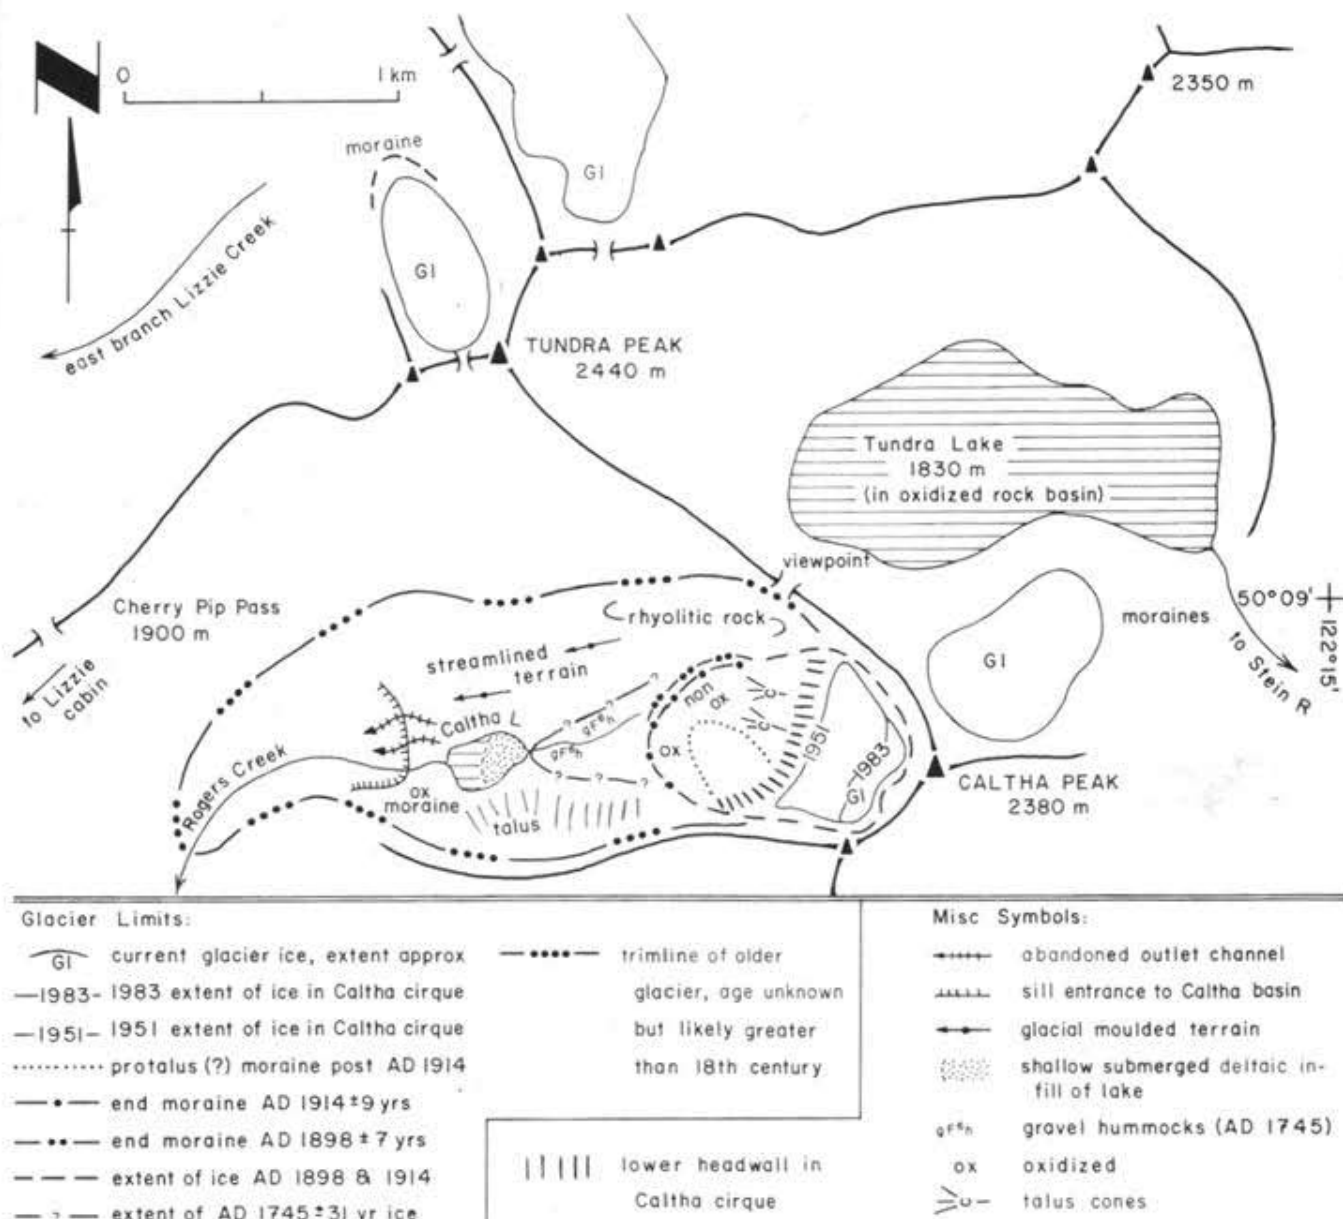 0 1 km
2350 m
moraine
GI
GI
east branch Lizzie Creek
TUNDRA PEAK
2440 m
Tundra Lake
1830 m
(in oxidized rock basin)
viewpoint
Cherry Pip Pass
1900 m
rhyolitic rock
moraines
50°09'
122°15'
to Stein R
to Lizzie
cabin
streamlined
terrain
GI
non
ox
Caltha L
gFGh
gFGh
? ? ?
ox
1951
1983
GI
Rogers Creek
ox
moraine
? ? ?
talus
CALTHA PEAK
2380 m
Glacier Limits:
GI current glacier ice, extent approx
—1983— 1983 extent of ice in Caltha cirque
—1951— 1951 extent of ice in Caltha cirque
protalus (?) moraine post AD 1914
end moraine AD 1914±9 yrs
end moraine AD 1898±7 yrs
extent of ice AD 1898 & 1914
? extent of AD 1745±31 yr ice
trimline of older
glacier, age unknown
but likely greater
than 18th century
lower headwall in
Caltha cirque
Misc Symbols:
abandoned outlet channel
sill entrance to Caltha basin
glacial moulded terrain
shallow submerged deltaic in-
fill of lake
gFGh gravel hummocks (AD 1745)
ox oxidized
talus cones